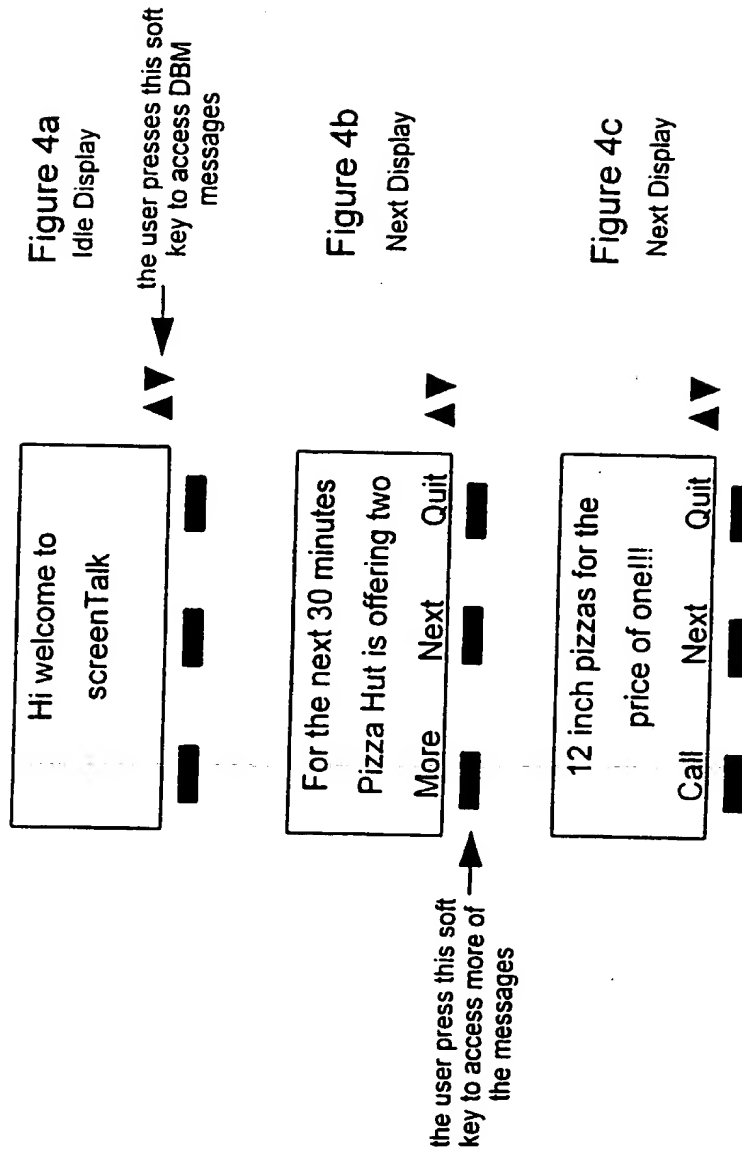 Figure 4a
Idle Display
the user presses this soft
key to access DBM
messages
Hi welcome to
screenTalk
Figure 4b
Next Display
For the next 30 minutes
Pizza Hut is offering two
More Next Quit
the user press this soft
key to access more of
the messages
Figure 4c
Next Display
12 inch pizzas for the
price of one!!!
Call Next Quit